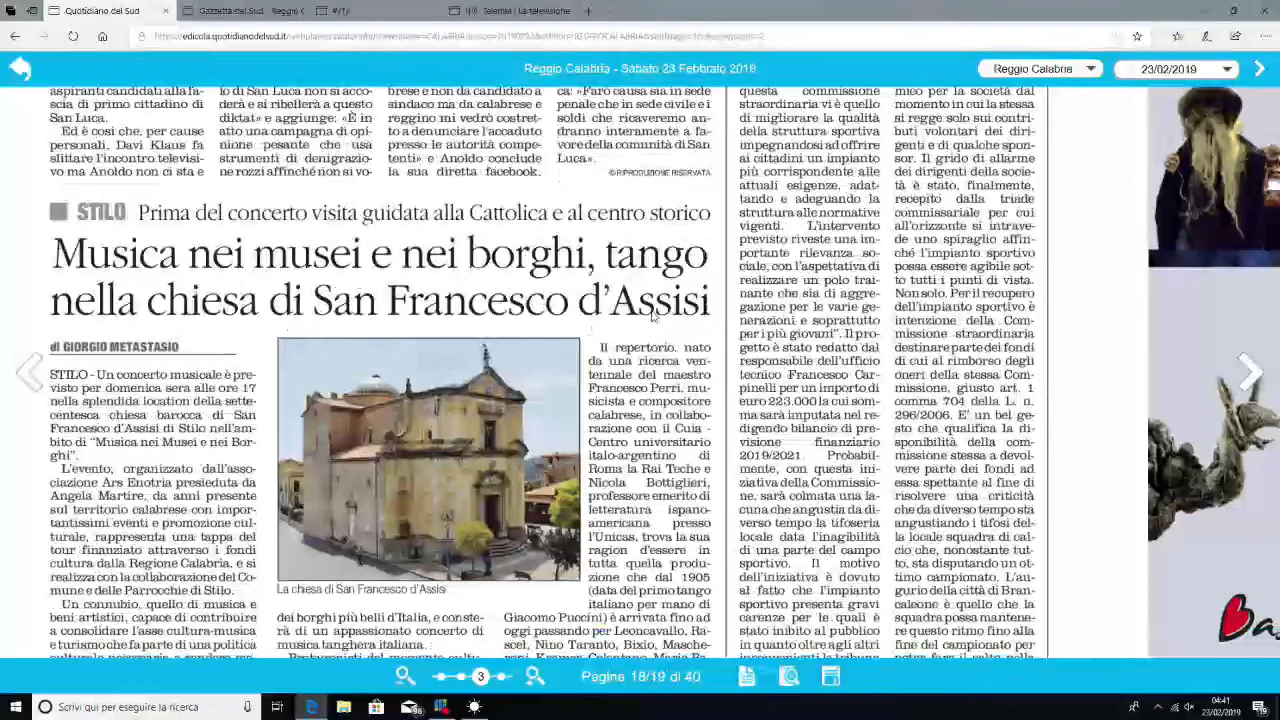 Quotidiano del Sud
Gazzetta del Sud
Quotidiano del Sud
(8) Facebook
Telemia | La televisione
edicola.quotidianodelsud.it
Reggio Calabria - Sabato 23 Febbraio 2019
Reggio Calabria
23/02/2019
aspiranti candidati alla fa-
scia di primo cittadino di
San Luca.
Ed è così che, per cause
personali, Davi Klaus fa
slittare l'incontro televisi-
vo ma Anoldo non ci sta e
lo di San Luca non si acco-
derà e si ribellerà a questo
diktat» e aggiunge: «È in
atto una campagna di opi-
nione pesante che usa
strumenti di denigrazio-
ne rozzi affinché non si vo-
brese e non da candidato a
sindaco ma da calabrese e
reggino mi vedrò costret-
to a denunciare l'accaduto
presso le autorità compe-
tenti» e Anoldo conclude
la sua diretta facebook.
ca: «Farò causa sia in sede
penale che in sede civile e i
soldi che ricaveremo an-
dranno interamente a fa-
vore della comunità di San
Luca».
© RIPRODUZIONE RISERVATA
STILO Prima del concerto visita guidata alla Cattolica e al centro storico
Musica nei musei e nei borghi, tango
nella chiesa di San Francesco d'Assisi
di GIORGIO METASTASIO
STILO - Un concerto musicale è pre-
visto per domenica sera alle ore 17
nella splendida location della sette-
centesca chiesa barocca di San
Francesco d'Assisi di Stilo nell'am-
bito di "Musica nei Musei e nei Bor-
ghi".
L'evento, organizzato dall'asso-
ciazione Ars Enotria presieduta da
Angela Martire, da anni presente
sul territorio calabrese con impor-
tantissimi eventi e promozione cul-
turale, rappresenta una tappa del
tour finanziato attraverso i fondi
cultura dalla Regione Calabria, e si
realizza con la collaborazione del Co-
mune e delle Parrocchie di Stilo.
Un connubio, quello di musica e
beni artistici, capace di contribuire
a consolidare l'asse cultura-musica
e turismo che fa parte di una politica
La chiesa di San Francesco d'Assisi
dei borghi più belli d'Italia, e conste-
rà di un appassionato concerto di
musica tanghera italiana.
Il repertorio, nato
da una ricerca ven-
tennale del maestro
Francesco Perri, mu-
sicista e compositore
calabrese, in collabo-
razione con il Cuia -
Centro universitario
italo-argentino di
Roma la Rai Teche e
Nicola Bottiglieri,
professore emerito di
letteratura ispano-
americana presso
l'Unicas, trova la sua
ragion d'essere in
tutta quella produ-
zione che dal 1905
(data del primo tango
italiano per mano di
Giacomo Puccini) è arrivata fino ad
oggi passando per Leoncavallo, Ra-
scel, Nino Taranto, Bixio, Masche-
questa commissione
straordinaria vi è quello
di migliorare la qualità
della struttura sportiva
impegnandosi ad offrire
ai cittadini un impianto
più corrispondente alle
attuali esigenze, adat-
tando e adeguando la
struttura alle normative
vigenti. L'intervento
previsto riveste una im-
portante rilevanza so-
ciale, con l'aspettativa di
realizzare un polo trai-
nante che sia di aggre-
gazione per le varie ge-
nerazioni e soprattutto
per i più giovani". Il pro-
getto è stato redatto dal
responsabile dell'ufficio
tecnico Francesco Car-
pinelli per un importo di
euro 223.000 la cui som-
ma sarà imputata nel re-
digendo bilancio di pre-
visione finanziario
2019/2021. Probabil-
mente, con questa ini-
ziativa della Commissio-
ne, sarà colmata una la-
cuna che angustia da di-
verso tempo la tifoseria
locale data l'inagibilità
di una parte del campo
sportivo. Il motivo
dell'iniziativa è dovuto
al fatto che l'impianto
sportivo presenta gravi
carenze per le quali è
stato inibito al pubblico
in quanto oltre agli altri
mico per la società dal
momento in cui la stessa
si regge solo sui contri-
buti volontari dei diri-
genti e di qualche spon-
sor. Il grido di allarme
dei dirigenti della socie-
tà è stato, finalmente,
recepito dalla triade
commissariale per cui
all'orizzonte si intrave-
de uno spiraglio affin-
ché l'impianto sportivo
possa essere agibile sot-
to tutti i punti di vista.
Non solo. Per il recupero
dell'impianto sportivo è
intenzione della Com-
missione straordinaria
destinare parte dei fondi
di cui al rimborso degli
oneri della stessa Com-
missione, giusto art. 1
comma 704 della L. n.
296/2006. E' un bel ge-
sto che qualifica la di-
sponibilità della com-
missione stessa a devol-
vere parte dei fondi ad
essa spettante al fine di
risolvere una criticità
che da diverso tempo sta
angustiando i tifosi del-
la locale squadra di cal-
cio che, nonostante tut-
to, sta disputando un ot-
timo campionato. L'au-
gurio della città di Bran-
caleone è quello che la
squadra possa mantene-
re questo ritmo fino alla
fine del campionato per
Ba
3
Pagina 18/19 di 40
Scrivi qui per eseguire la ricerca
98
04:41
23/02/2019
19